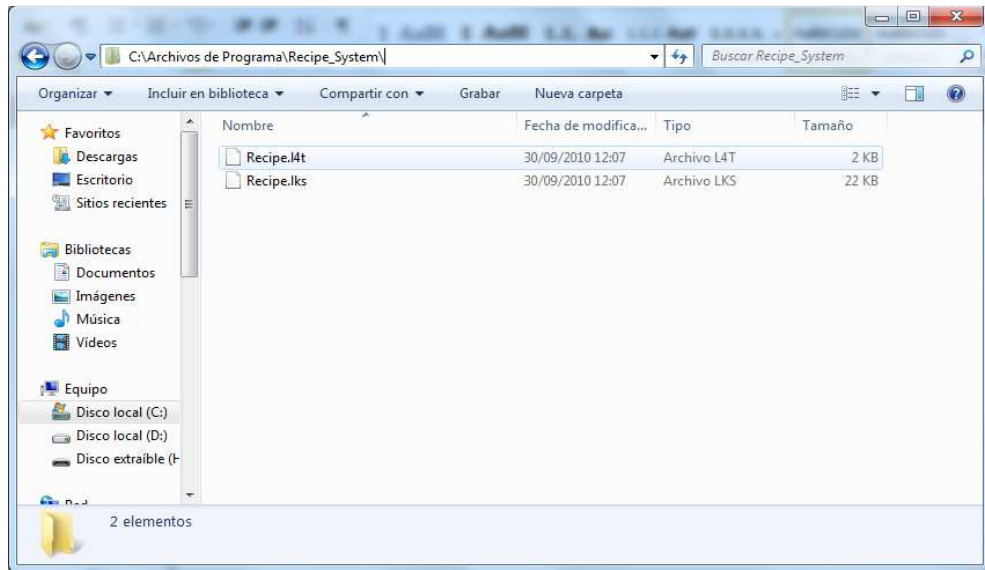 C:\Archivos de Programa\Recipe_System\
Buscar Recipe_System
Organizar
Incluir en biblioteca
Compartir con
Grabar
Nueva carpeta
Favoritos
Descargas
Escritorio
Sitios recientes
Bibliotecas
Documentos
Imágenes
Música
Vídeos
Equipo
Disco local (C:)
Disco local (D:)
Disco extraíble (H
Nombre
Fecha de modifica...
Tipo
Tamaño
Recipe.l4t
30/09/2010 12:07
Archivo L4T
2 KB
Recipe.lks
30/09/2010 12:07
Archivo LKS
22 KB
2 elementos